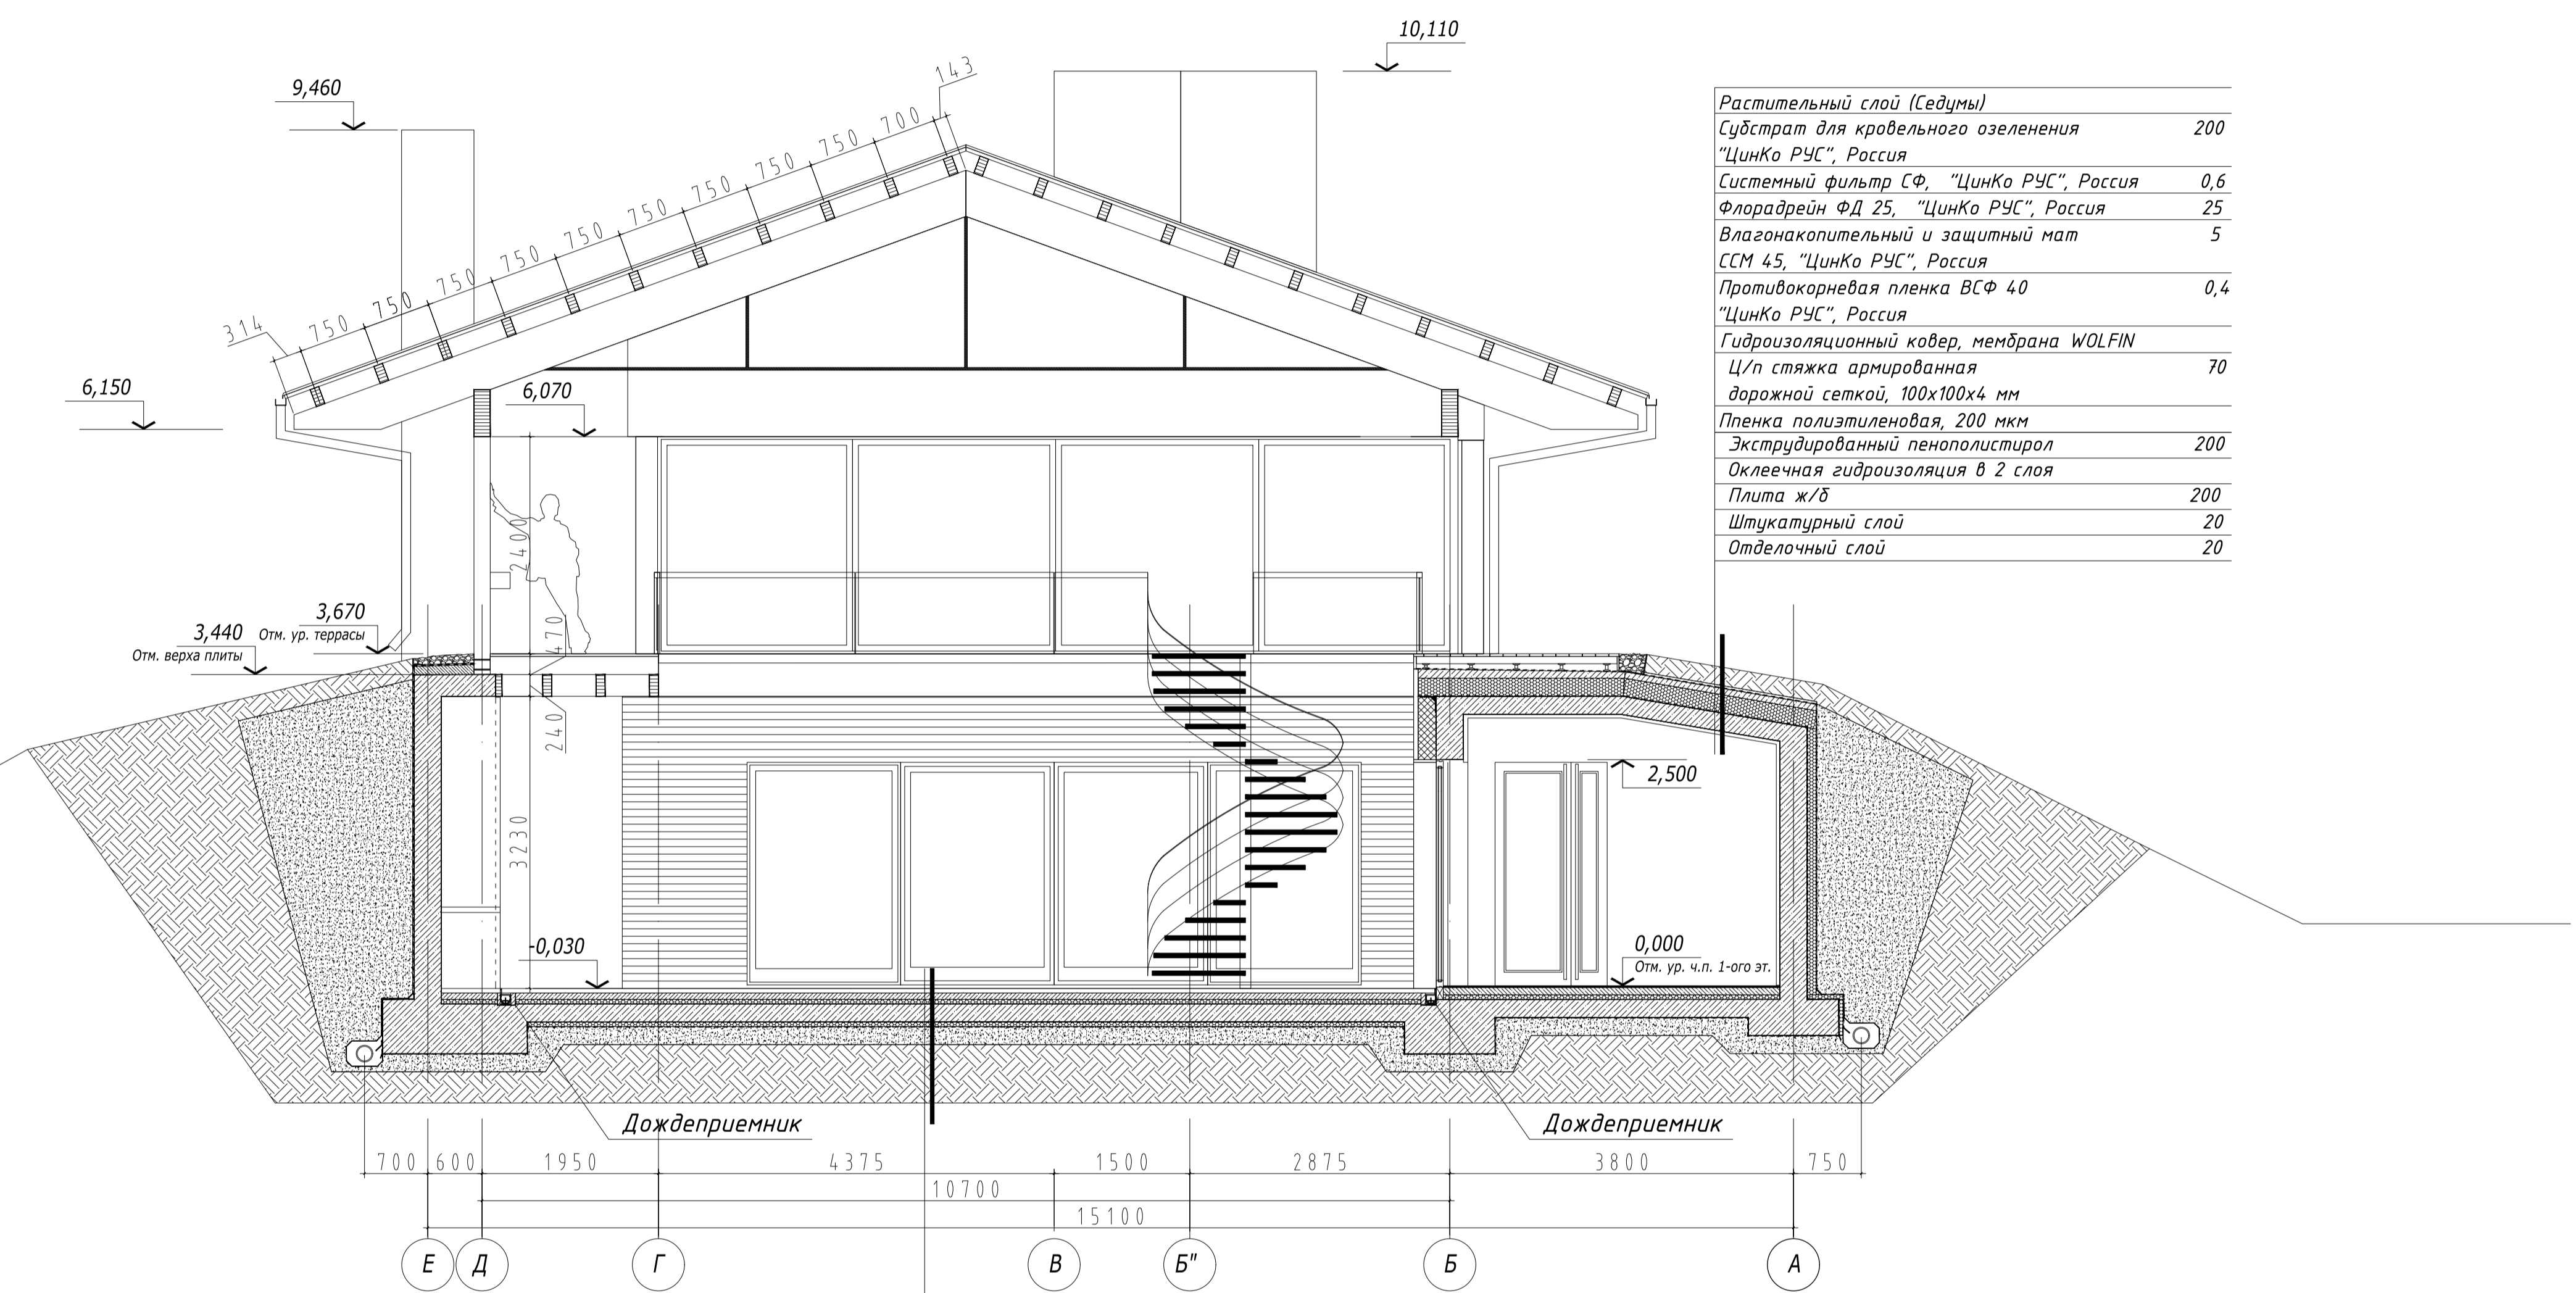 10,110
9,460
143
700
750
750
750
750
750
750
750
750
750
314
6,150
6,070
2400
470
3,670
Отм. ур. террасы
3,440
Отм. верха плиты
240
3230
-0,030
2,500
0,000
Отм. ур. ч.п. 1-ого эт.
Растительный слой (Седумы)
Субстрат для кровельного озеленения 200
"ЦинКо РУС", Россия
Системный фильтр СФ, "ЦинКо РУС", Россия 0,6
Флорадрейн ФД 25, "ЦинКо РУС", Россия 25
Влагонакопительный и защитный мат 5
ССМ 45, "ЦинКо РУС", Россия
Противокорневая пленка ВСФ 40 0,4
"ЦинКо РУС", Россия
Гидроизоляционный ковер, мембрана WOLFIN
Ц/п стяжка армированная 70
дорожной сеткой, 100х100х4 мм
Ппенка полиэтиленовая, 200 мкм
Экструдированный пенополистирол 200
Оклеечная гидроизоляция в 2 слоя
Плита ж/б 200
Штукатурный слой 20
Отделочный слой 20
Дождеприемник
Дождеприемник
700 600 1950 4375 1500 2875 3800 750
10700
15100
Е Д Г В Б" Б А